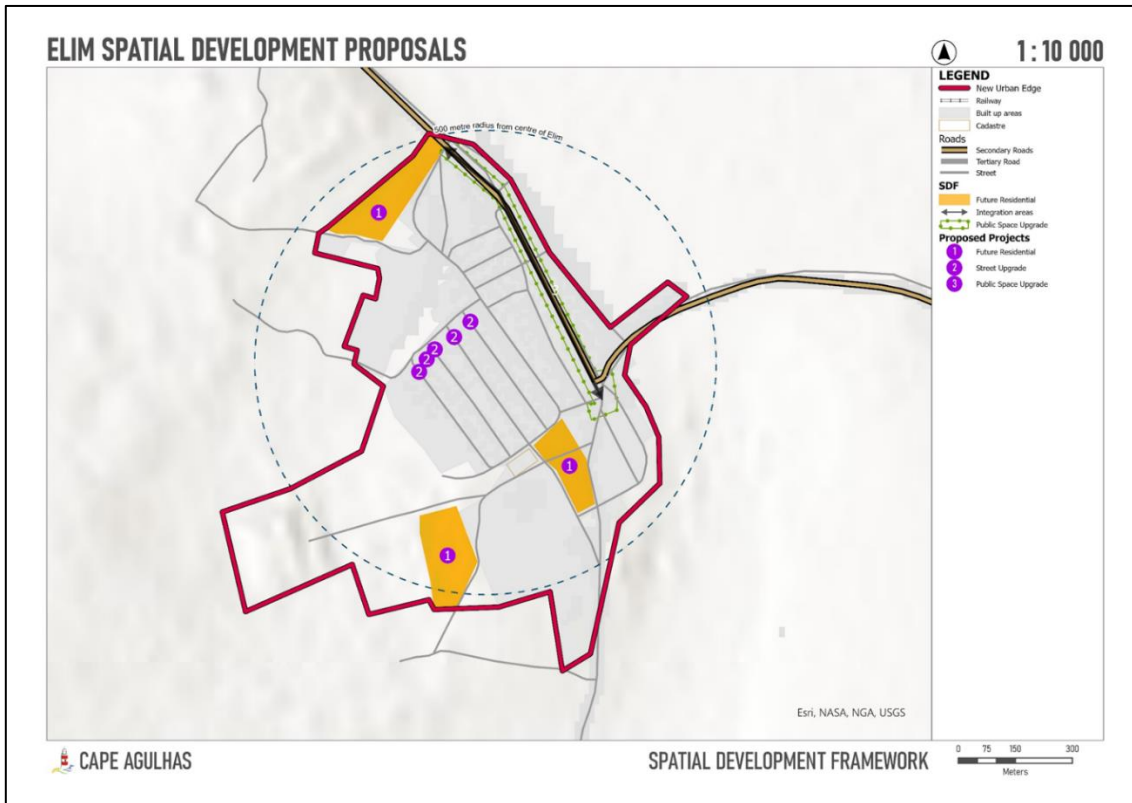 ELIM SPATIAL DEVELOPMENT PROPOSALS
1 : 10 000
500 metre radius from centre of Elim
LEGEND
New Urban Edge
Railway
Built up areas
Cadastre
Roads
Secondary Roads
Tertiary Road
Street
SDF
Future Residential
Integration areas
Public Space Upgrade
Proposed Projects
1 Future Residential
2 Street Upgrade
3 Public Space Upgrade
1
2
2
2
2
2
1
1
Esri, NASA, NGA, USGS
CAPE AGULHAS
SPATIAL DEVELOPMENT FRAMEWORK
0 75 150 300
Meters